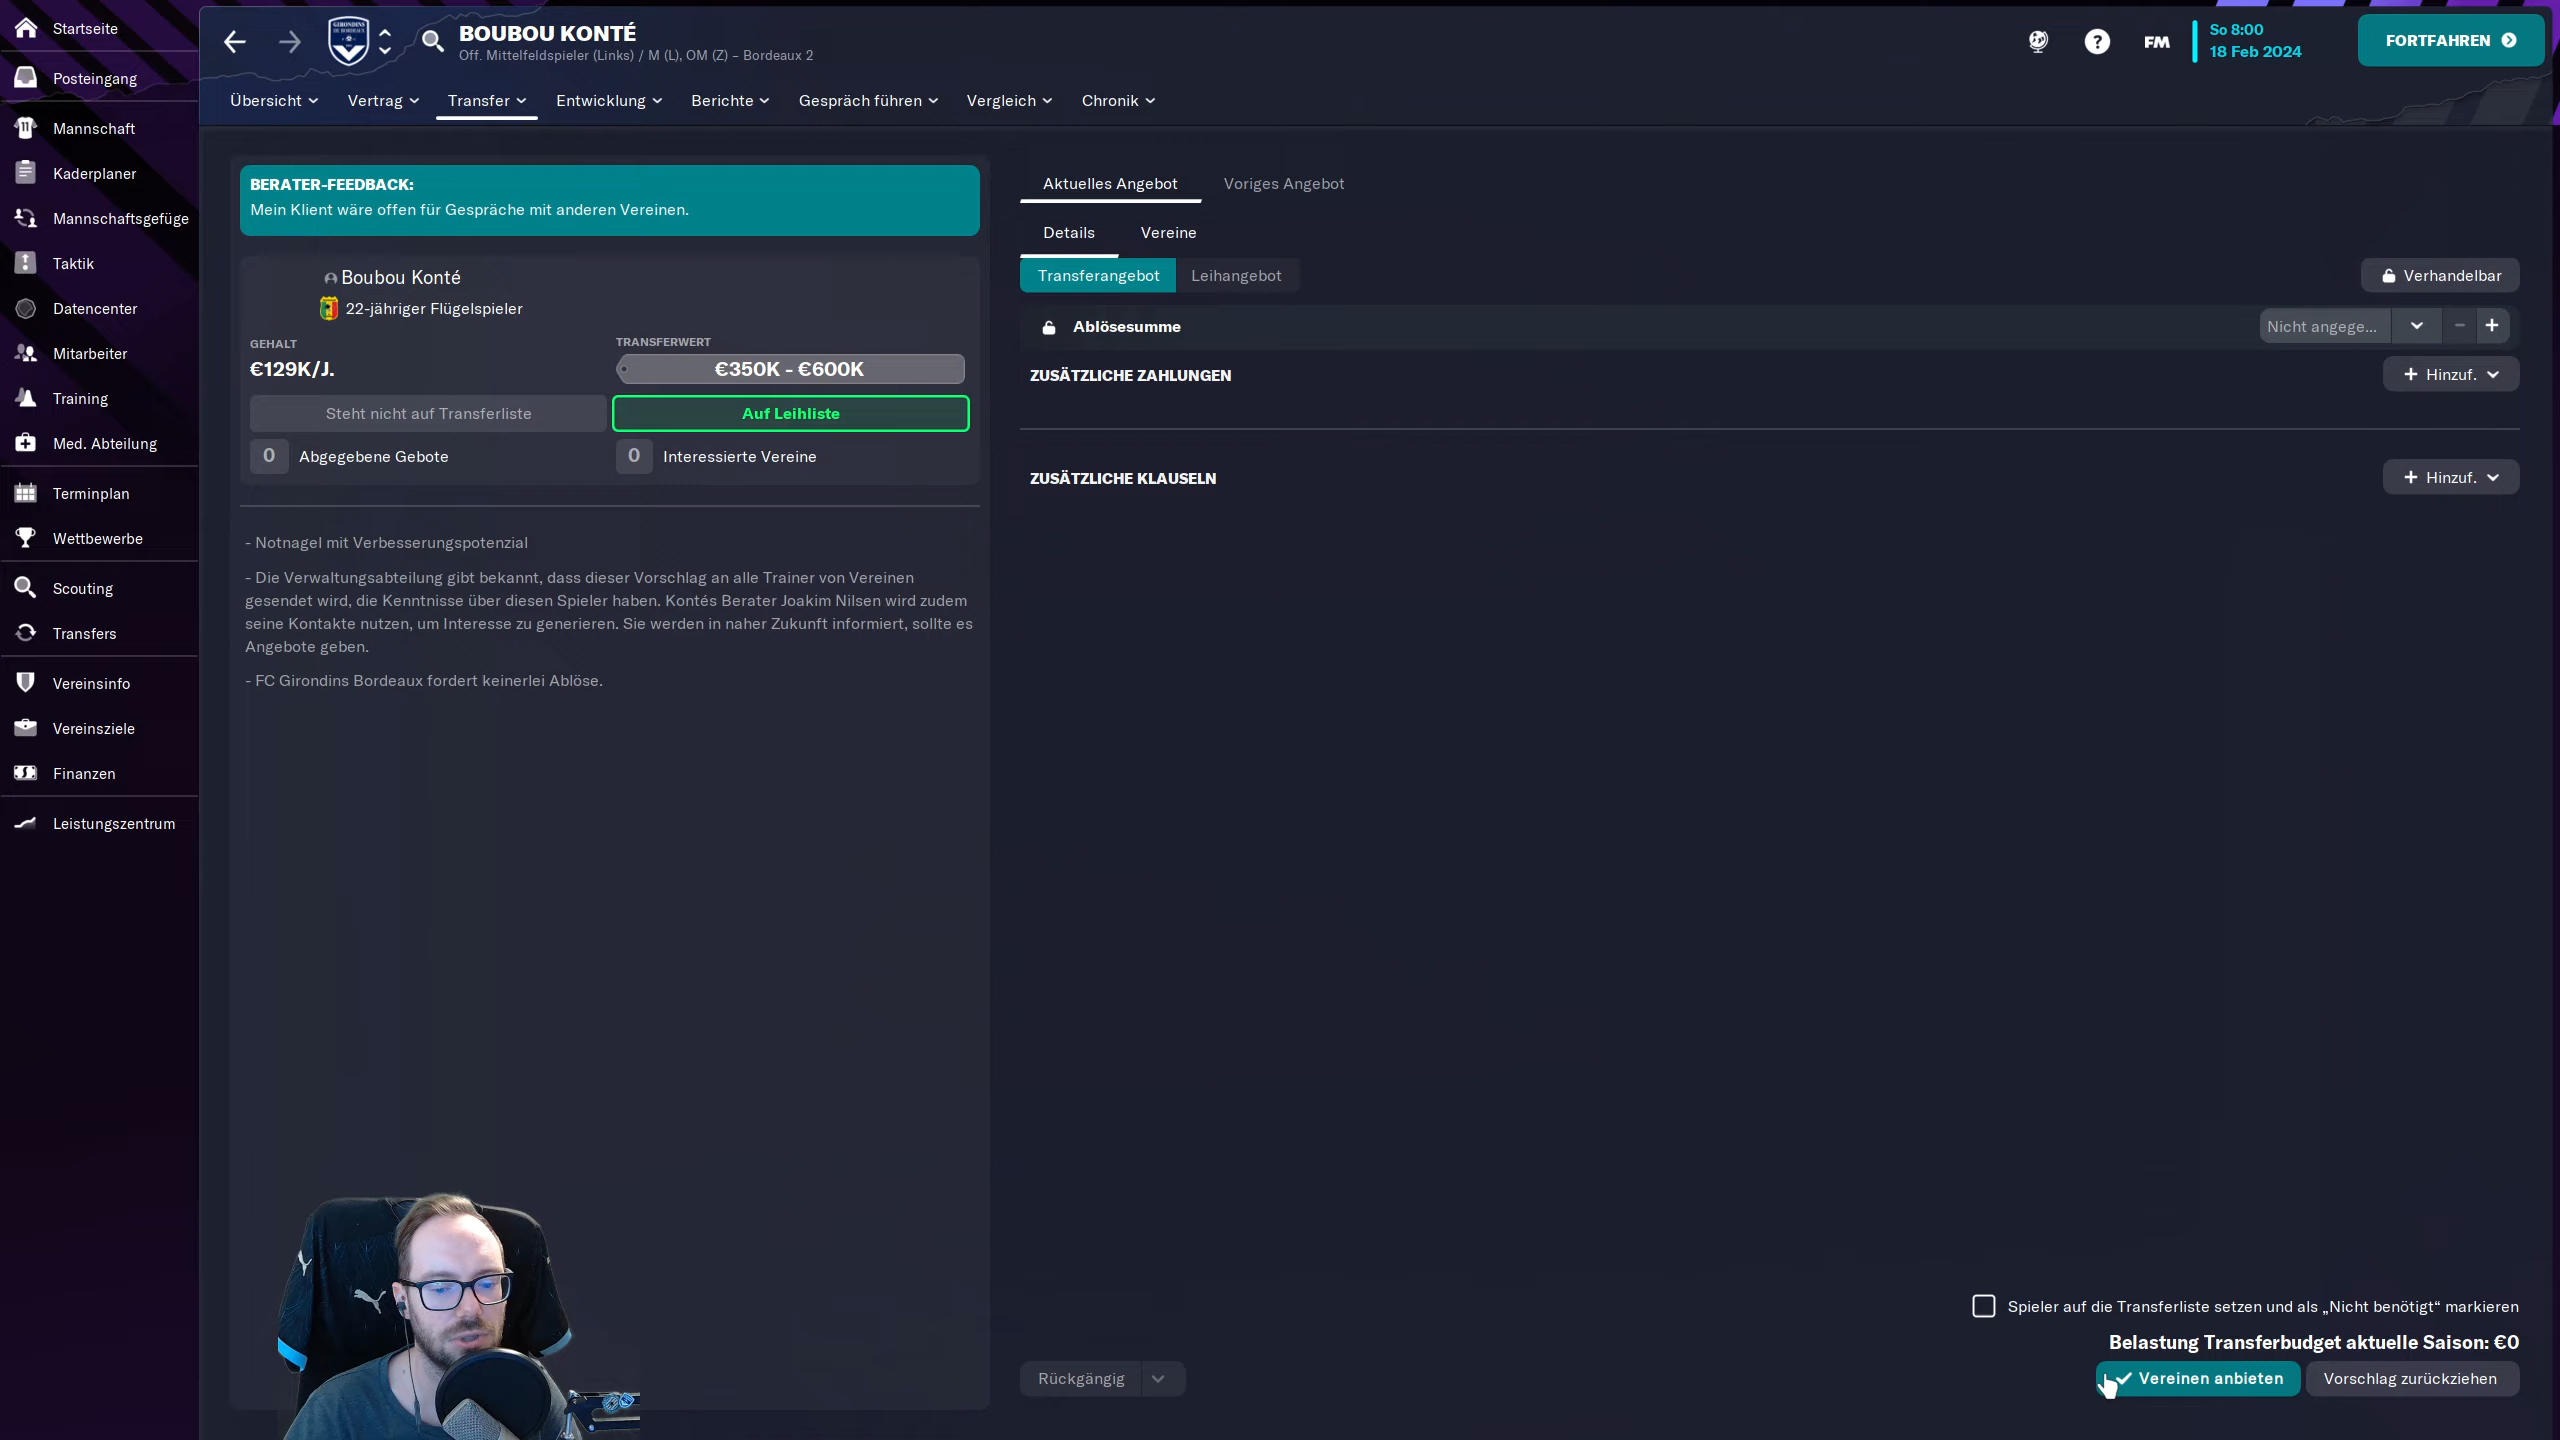 Startseite
Posteingang
Mannschaft
Kaderplaner
Mannschaftsgefüge
Taktik
Datencenter
Mitarbeiter
Training
Med. Abteilung
Terminplan
Wettbewerbe
Scouting
Transfers
Vereinsinfo
Vereinsziele
Finanzen
Leistungszentrum
BOUBOU KONTÉ
Off. Mittelfeldspieler (Links) / M (L), OM (Z) – Bordeaux 2
FM
So 8:00
18 Feb 2024
FORTFAHREN
Übersicht
Vertrag
Transfer
Entwicklung
Berichte
Gespräch führen
Vergleich
Chronik
BERATER-FEEDBACK:
Mein Klient wäre offen für Gespräche mit anderen Vereinen.
Boubou Konté
22-jähriger Flügelspieler
GEHALT
€129K/J.
TRANSFERWERT
€350K - €600K
Steht nicht auf Transferliste
Auf Leihliste
0 Abgegebene Gebote
0 Interessierte Vereine
- Notnagel mit Verbesserungspotenzial
- Die Verwaltungsabteilung gibt bekannt, dass dieser Vorschlag an alle Trainer von Vereinen
gesendet wird, die Kenntnisse über diesen Spieler haben. Kontés Berater Joakim Nilsen wird zudem
seine Kontakte nutzen, um Interesse zu generieren. Sie werden in naher Zukunft informiert, sollte es
Angebote geben.
- FC Girondins Bordeaux fordert keinerlei Ablöse.
Aktuelles Angebot
Voriges Angebot
Details
Vereine
Transferangebot
Leihangebot
Verhandelbar
Ablösesumme
Nicht angege...
ZUSÄTZLICHE ZAHLUNGEN
+ Hinzuf.
ZUSÄTZLICHE KLAUSELN
+ Hinzuf.
Spieler auf die Transferliste setzen und als „Nicht benötigt“ markieren
Belastung Transferbudget aktuelle Saison: €0
Rückgängig
Vereinen anbieten
Vorschlag zurückziehen